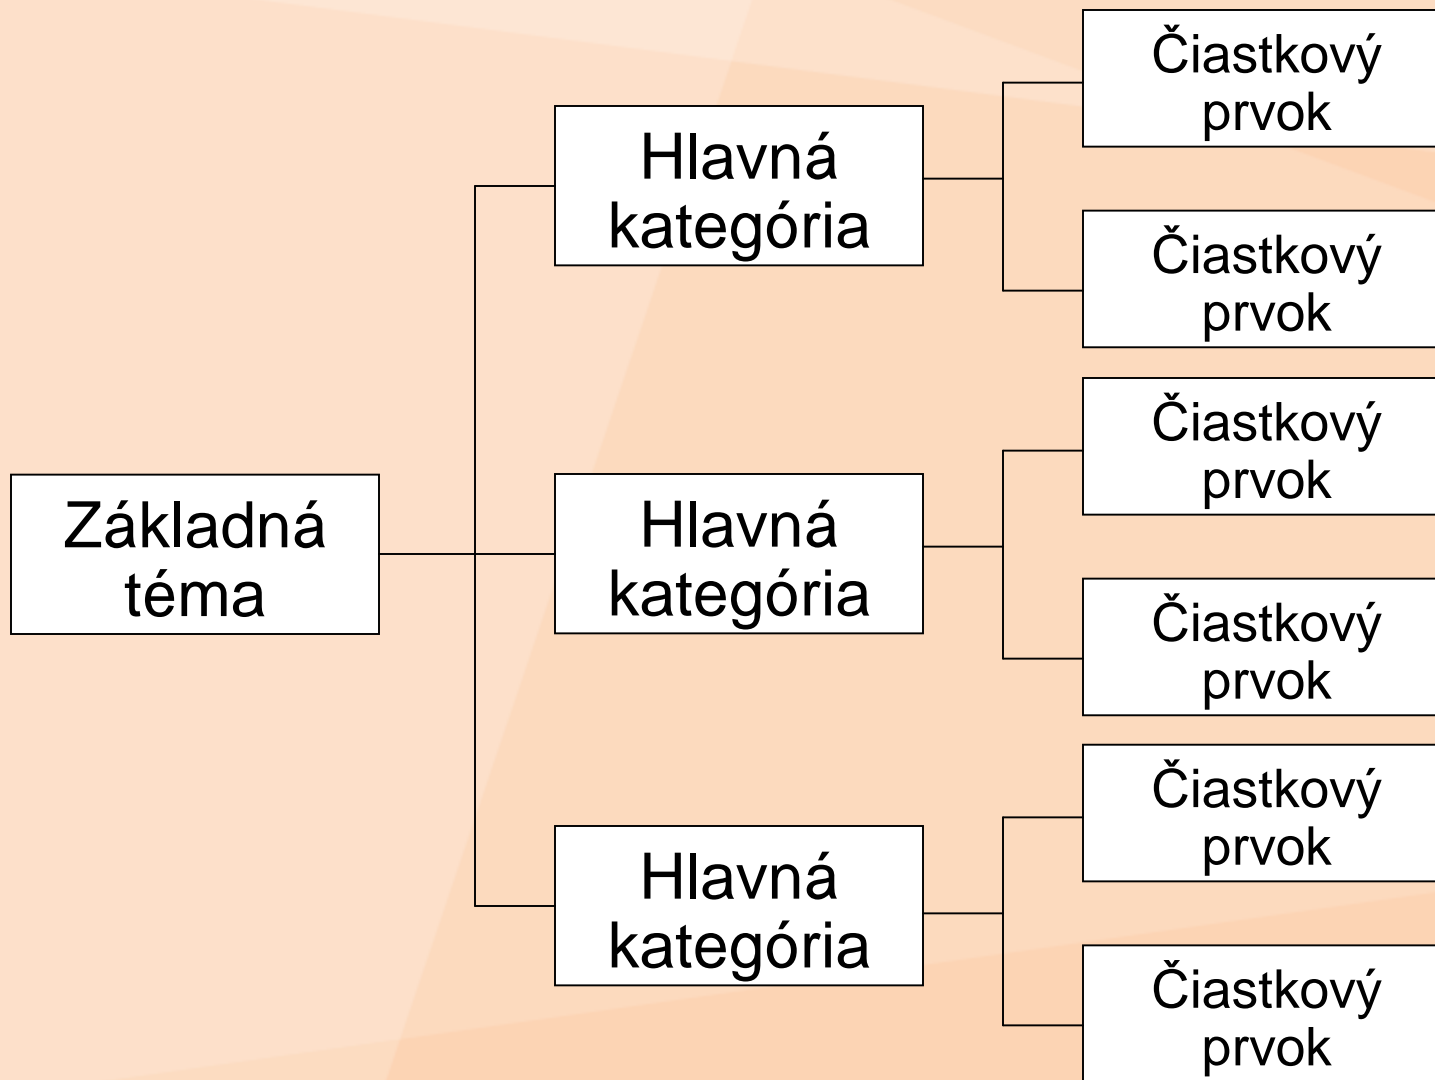 Základná
téma
Hlavná
kategória
Čiastkový
prvok
Čiastkový
prvok
Hlavná
kategória
Čiastkový
prvok
Čiastkový
prvok
Hlavná
kategória
Čiastkový
prvok
Čiastkový
prvok